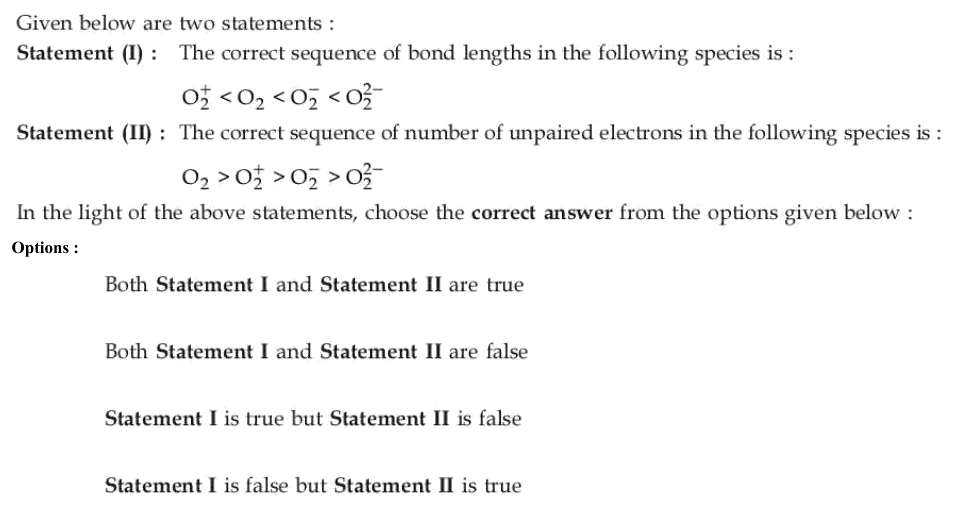 Given below are two statements :
Statement (I) : The correct sequence of bond lengths in the following species is :
O₂⁺ < O₂ < O₂⁻ < O₂²⁻
Statement (II) : The correct sequence of number of unpaired electrons in the following species is :
O₂ > O₂⁺ > O₂⁻ > O₂²⁻
In the light of the above statements, choose the correct answer from the options given below :
Options :
Both Statement I and Statement II are true
Both Statement I and Statement II are false
Statement I is true but Statement II is false
Statement I is false but Statement II is true